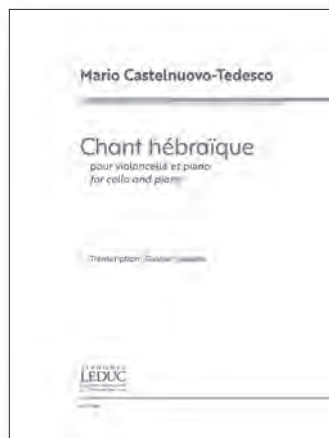 Mario Castelnuovo-Tedesco
Chant hébraïque
pour violoncelle et piano
for cello and piano
Transcription
LEDUC